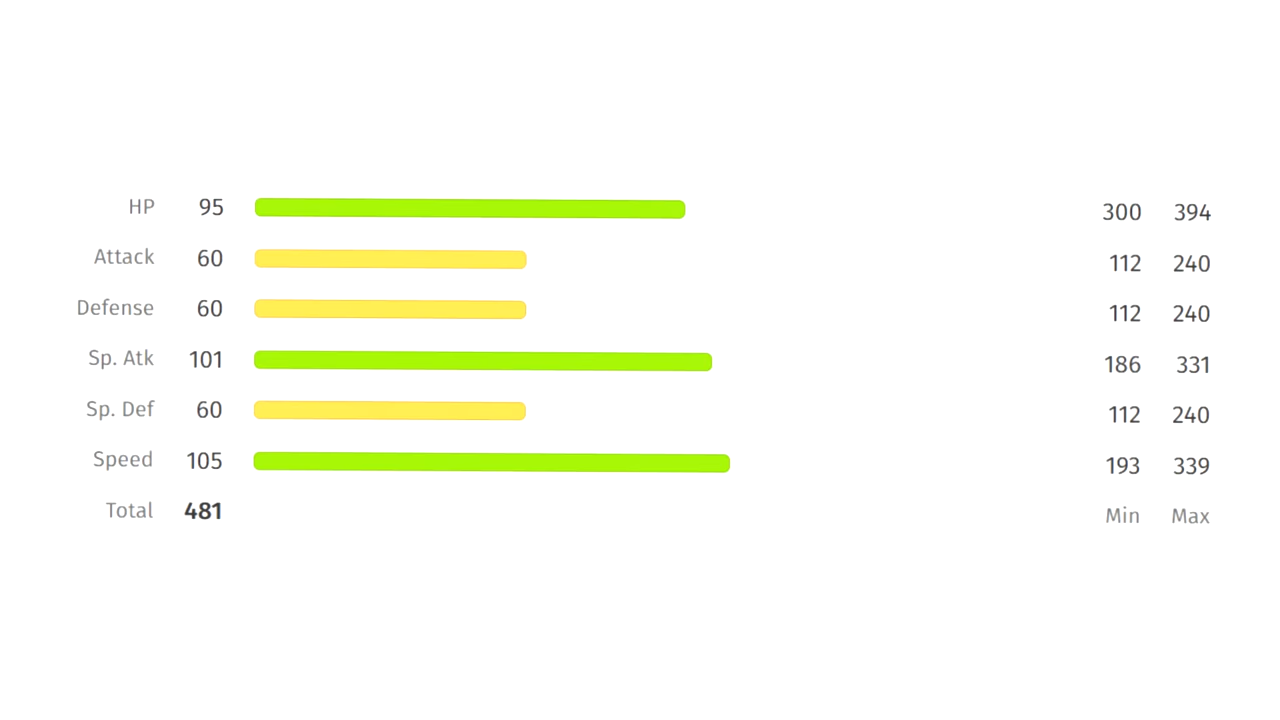 HP 95 300 394
Attack 60 112 240
Defense 60 112 240
Sp. Atk 101 186 331
Sp. Def 60 112 240
Speed 105 193 339
Total 481 Min Max